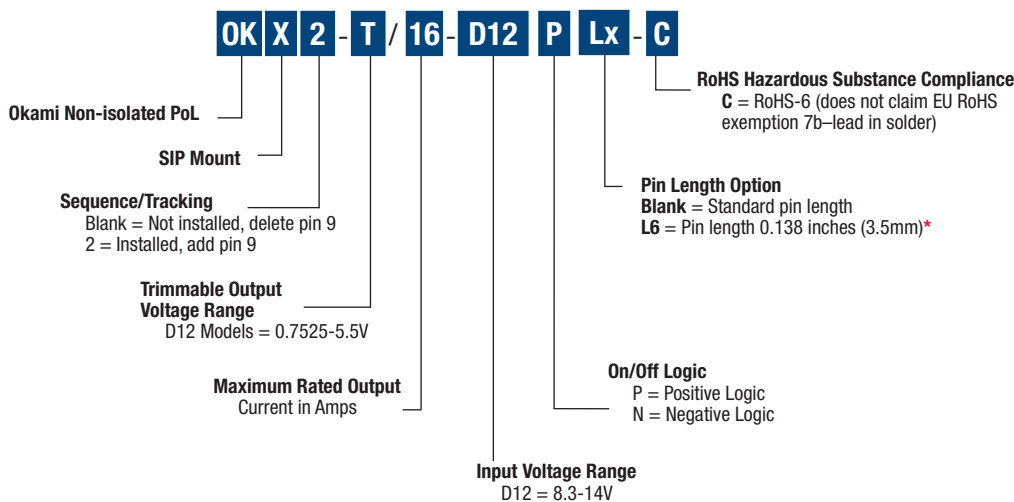 OK X 2 - T / 16 - D12 P Lx - C
RoHS Hazardous Substance Compliance
C = RoHS-6 (does not claim EU RoHS
exemption 7b–lead in solder)
Okami Non-isolated PoL
SIP Mount
Pin Length Option
Blank = Standard pin length
L6 = Pin length 0.138 inches (3.5mm)*
Sequence/Tracking
Blank = Not installed, delete pin 9
2 = Installed, add pin 9
Trimmable Output
Voltage Range
D12 Models = 0.7525-5.5V
On/Off Logic
P = Positive Logic
N = Negative Logic
Maximum Rated Output
Current in Amps
Input Voltage Range
D12 = 8.3-14V